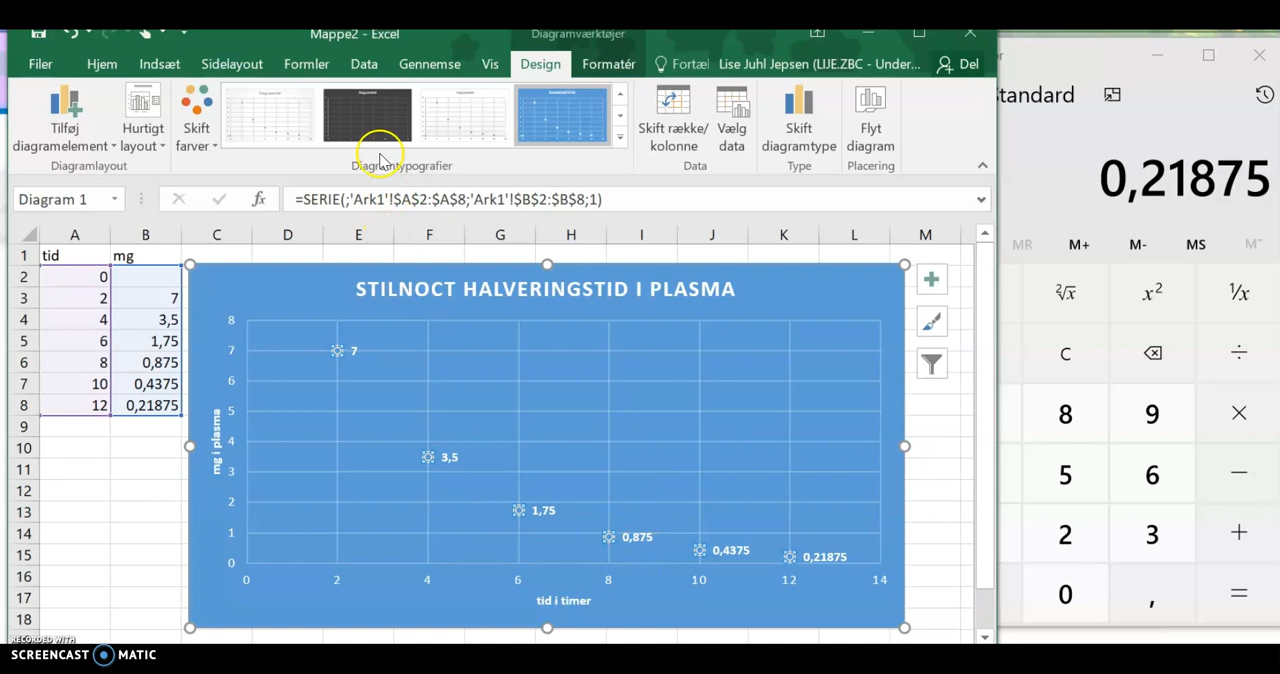 Mappe2 - Excel
Diagramværktøjer
Filer Hjem Indsæt Sidelayout Formler Data Gennemse Vis Design Formatér Fortæl Lise Juhl Jepsen (LIJE.ZBC - Under... Del
Tilføj diagramelement
Hurtigt layout
Skift farver
Skift række/ kolonne
Vælg data
Skift diagramtype
Flyt diagram
Diagramlayout Diagramtypografier Data Type Placering
Diagram 1 fx =SERIE(;'Ark1'!$A$2:$A$8;'Ark1'!$B$2:$B$8;1)
A B C D E F G H I J K L M
1 tid mg
2 0
3 2 7
4 4 3,5
5 6 1,75
6 8 0,875
7 10 0,4375
8 12 0,21875
9
10
11
12
13
14
15
16
17
18
STILNOCT HALVERINGSTID I PLASMA
mg i plasma
8
7
6
5
4
3
2
1
0
7
3,5
1,75
0,875
0,4375
0,21875
0 2 4 6 8 10 12 14
tid i timer
Standard
0,21875
MR M+ M- MS M˅
²√x x² ¹/x
C ÷
8 9 ×
5 6 −
2 3 +
0 , =
RECORDED WITH
SCREENCAST MATIC